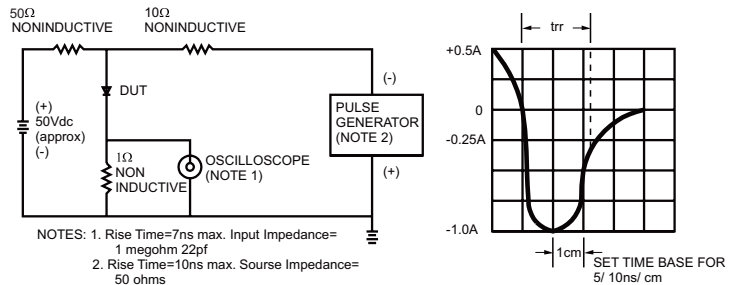 50Ω
NONINDUCTIVE
10Ω
NONINDUCTIVE
(+)
50Vdc
(approx)
(-)
DUT
1Ω
NON
INDUCTIVE
OSCILLOSCOPE
(NOTE 1)
(-)
PULSE
GENERATOR
(NOTE 2)
(+)
NOTES: 1. Rise Time=7ns max. Input Impedance=
1 megohm 22pf
2. Rise Time=10ns max. Sourse Impedance=
50 ohms
trr
+0.5A
0
-0.25A
-1.0A
1cm
SET TIME BASE FOR
5/ 10ns/ cm